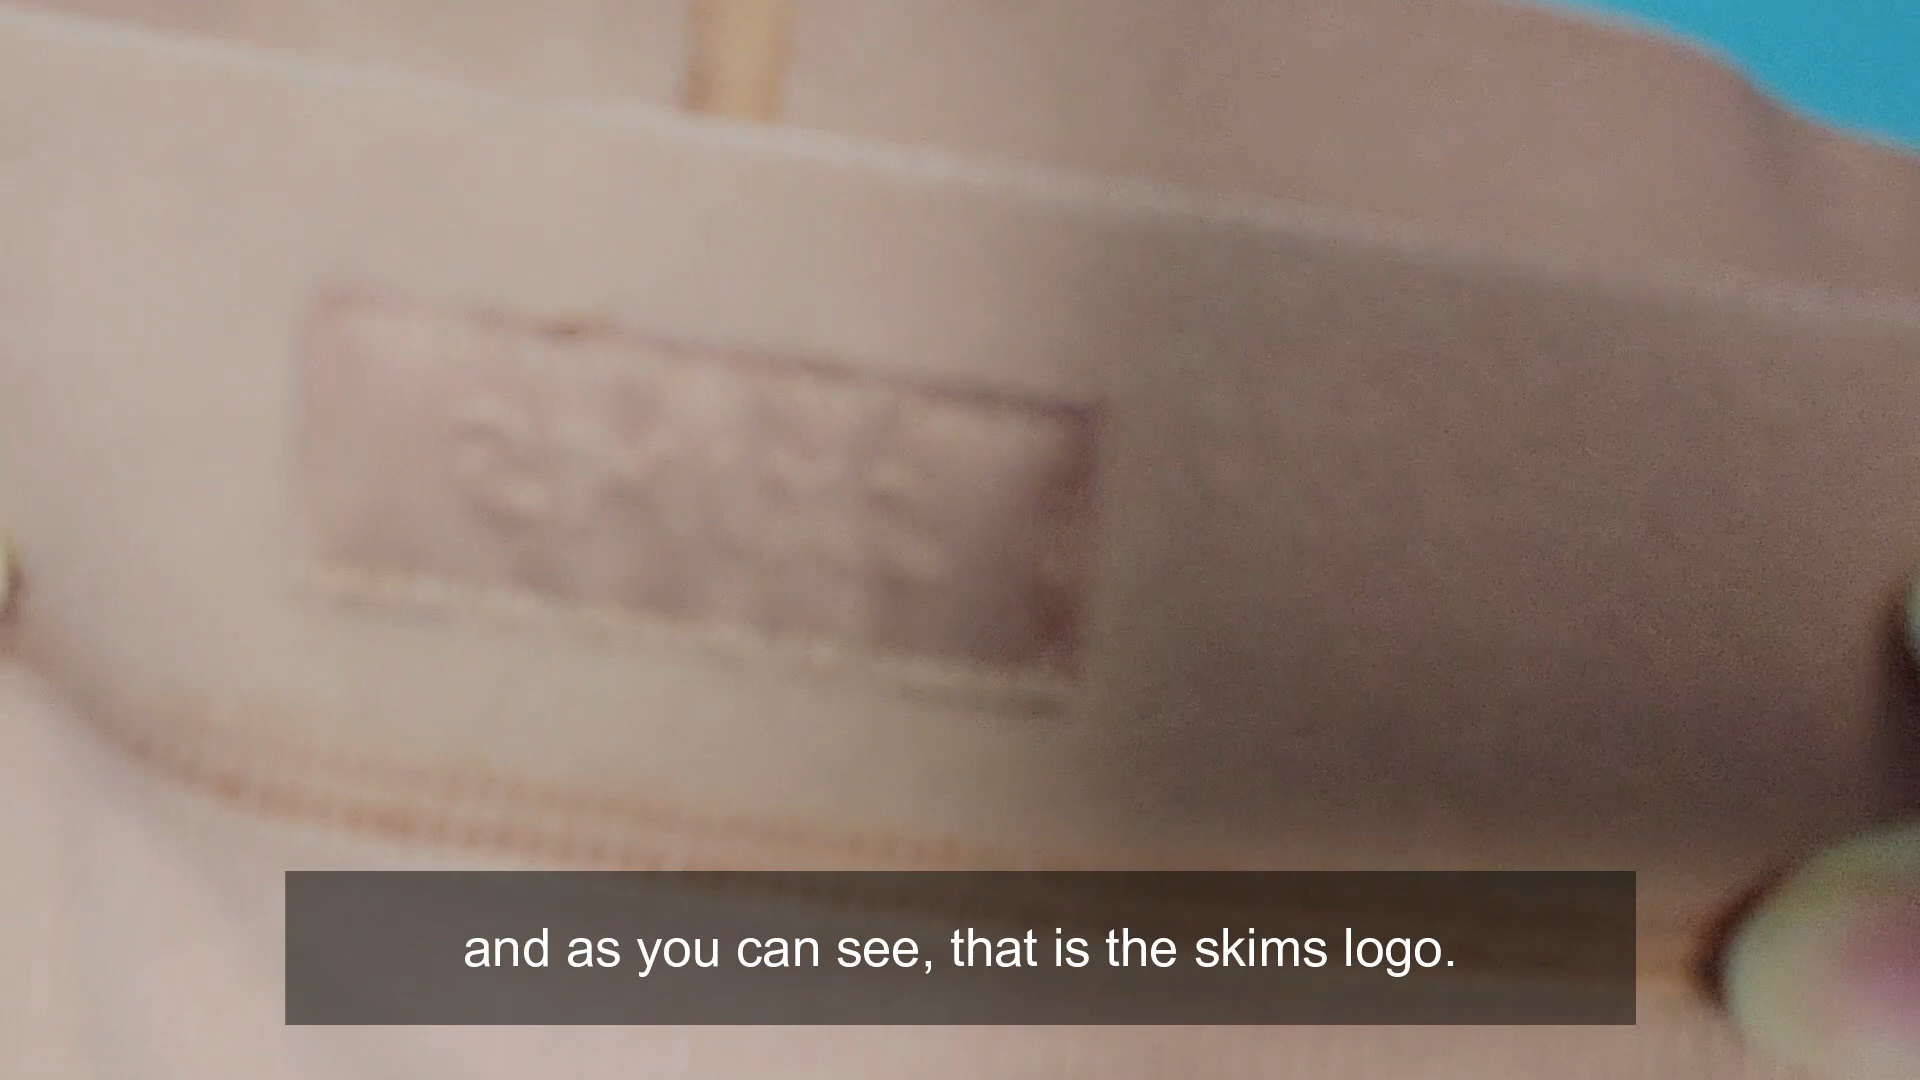 and as you can see, that is the skims logo.